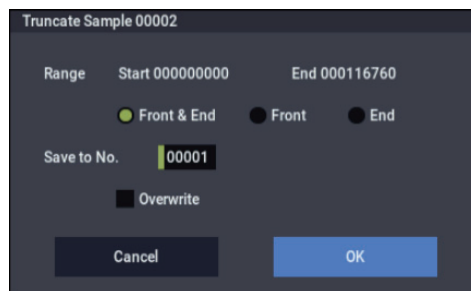 Truncate Sample 00002
Range Start 000000000 End 000116760
Front & End Front End
Save to No. 00001
Overwrite
Cancel OK